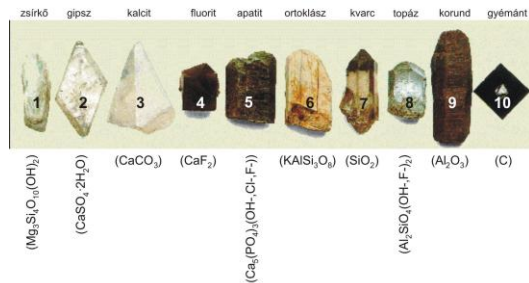 zsírkő gipsz kalcit fluorit apatit ortoklász kvarc topáz korund gyémánt
1 2 3 4 5 6 7 8 9 10
(Mg3Si4O10(OH)2) (CaSO4·2H2O) (CaCO3) (CaF2) (Ca5(PO4)3(OH-,Cl-,F-)) (KAlSi3O8) (SiO2) (Al2SiO4(OH-,F-)2) (Al2O3) (C)